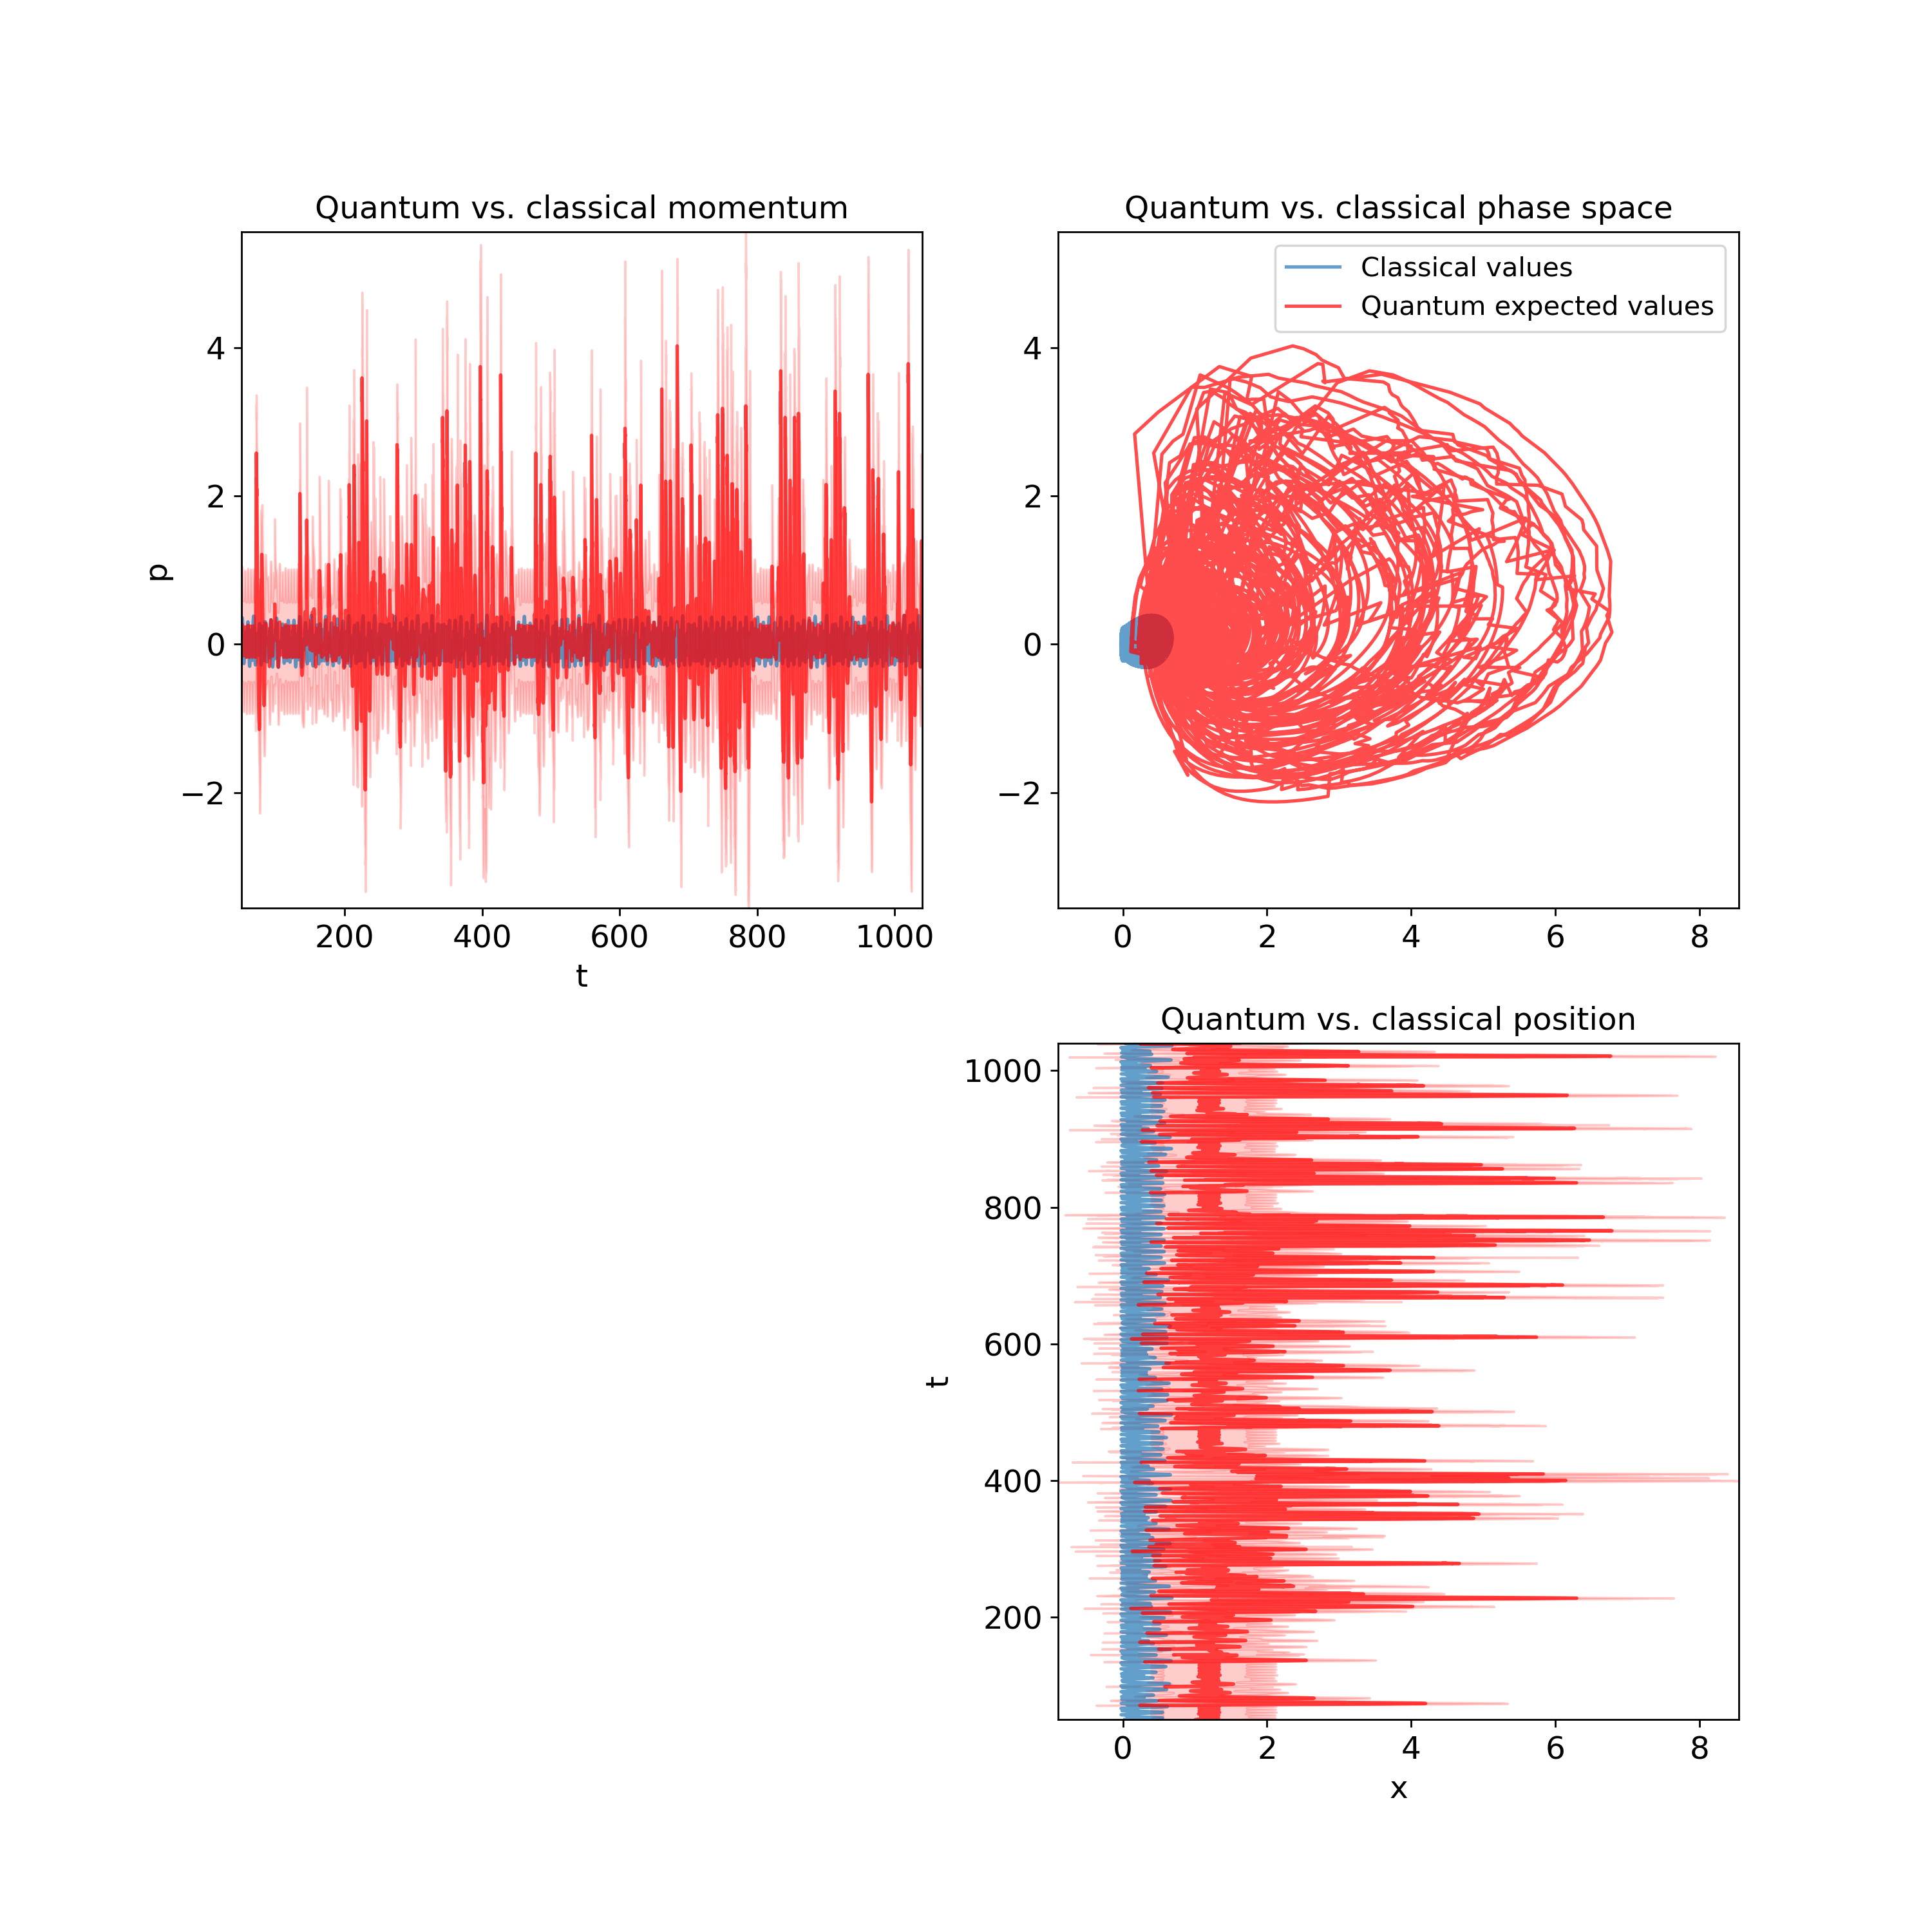 Quantum vs. classical momentum
p
4
2
0
−2
200 400 600 800 1000
t
Quantum vs. classical phase space
Classical values
Quantum expected values
4
2
0
−2
0 2 4 6 8
Quantum vs. classical position
t
1000
800
600
400
200
0 2 4 6 8
x